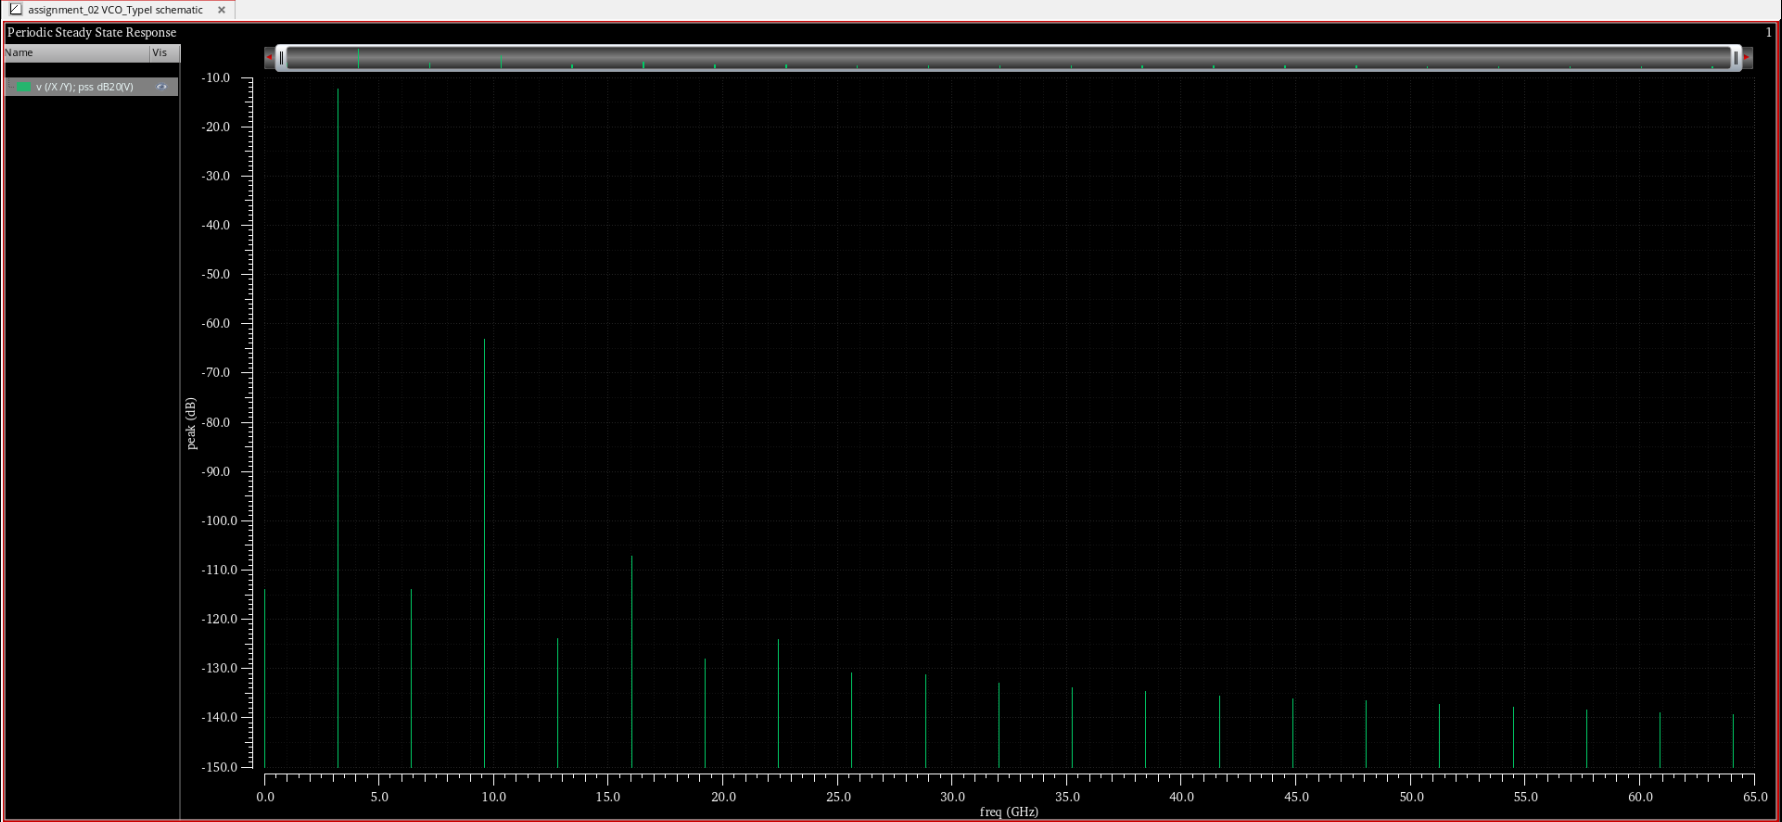 assignment_02 VCO_TypeI schematic
Periodic Steady State Response
1
Name Vis
v (/X /Y); pss dB20(V)
-10.0
-20.0
-30.0
-40.0
-50.0
-60.0
-70.0
-80.0
-90.0
-100.0
-110.0
-120.0
-130.0
-140.0
-150.0
peak (dB)
0.0 5.0 10.0 15.0 20.0 25.0 30.0 35.0 40.0 45.0 50.0 55.0 60.0 65.0
freq (GHz)